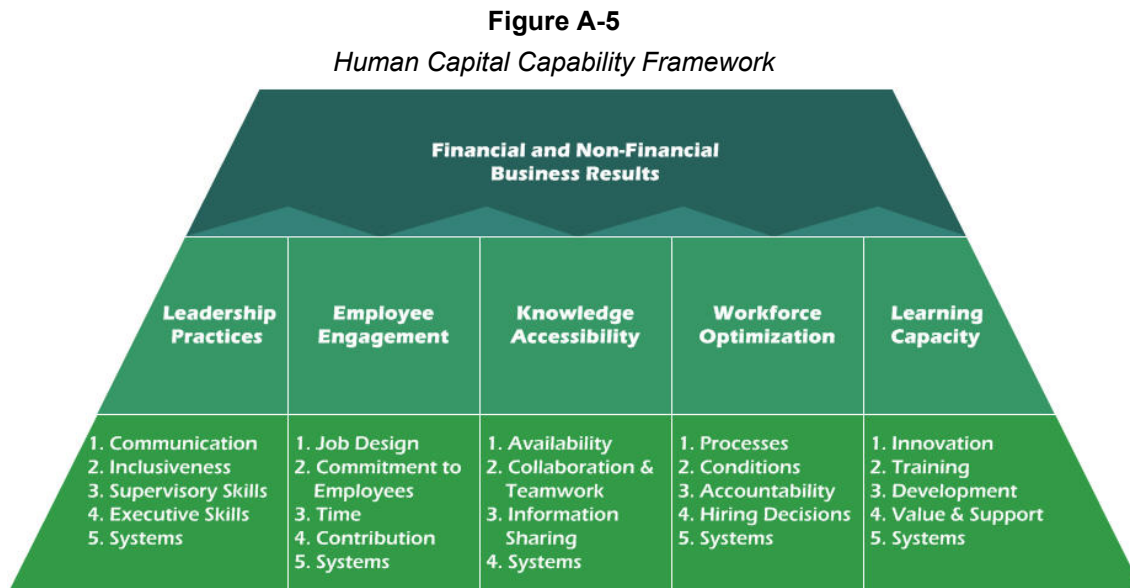 Figure A-5
Human Capital Capability Framework
Financial and Non-Financial
Business Results
Leadership
Practices
Employee
Engagement
Knowledge
Accessibility
Workforce
Optimization
Learning
Capacity
1. Communication
2. Inclusiveness
3. Supervisory Skills
4. Executive Skills
5. Systems
1. Job Design
2. Commitment to
Employees
3. Time
4. Contribution
5. Systems
1. Availability
2. Collaboration &
Teamwork
3. Information
Sharing
4. Systems
1. Processes
2. Conditions
3. Accountability
4. Hiring Decisions
5. Systems
1. Innovation
2. Training
3. Development
4. Value & Support
5. Systems